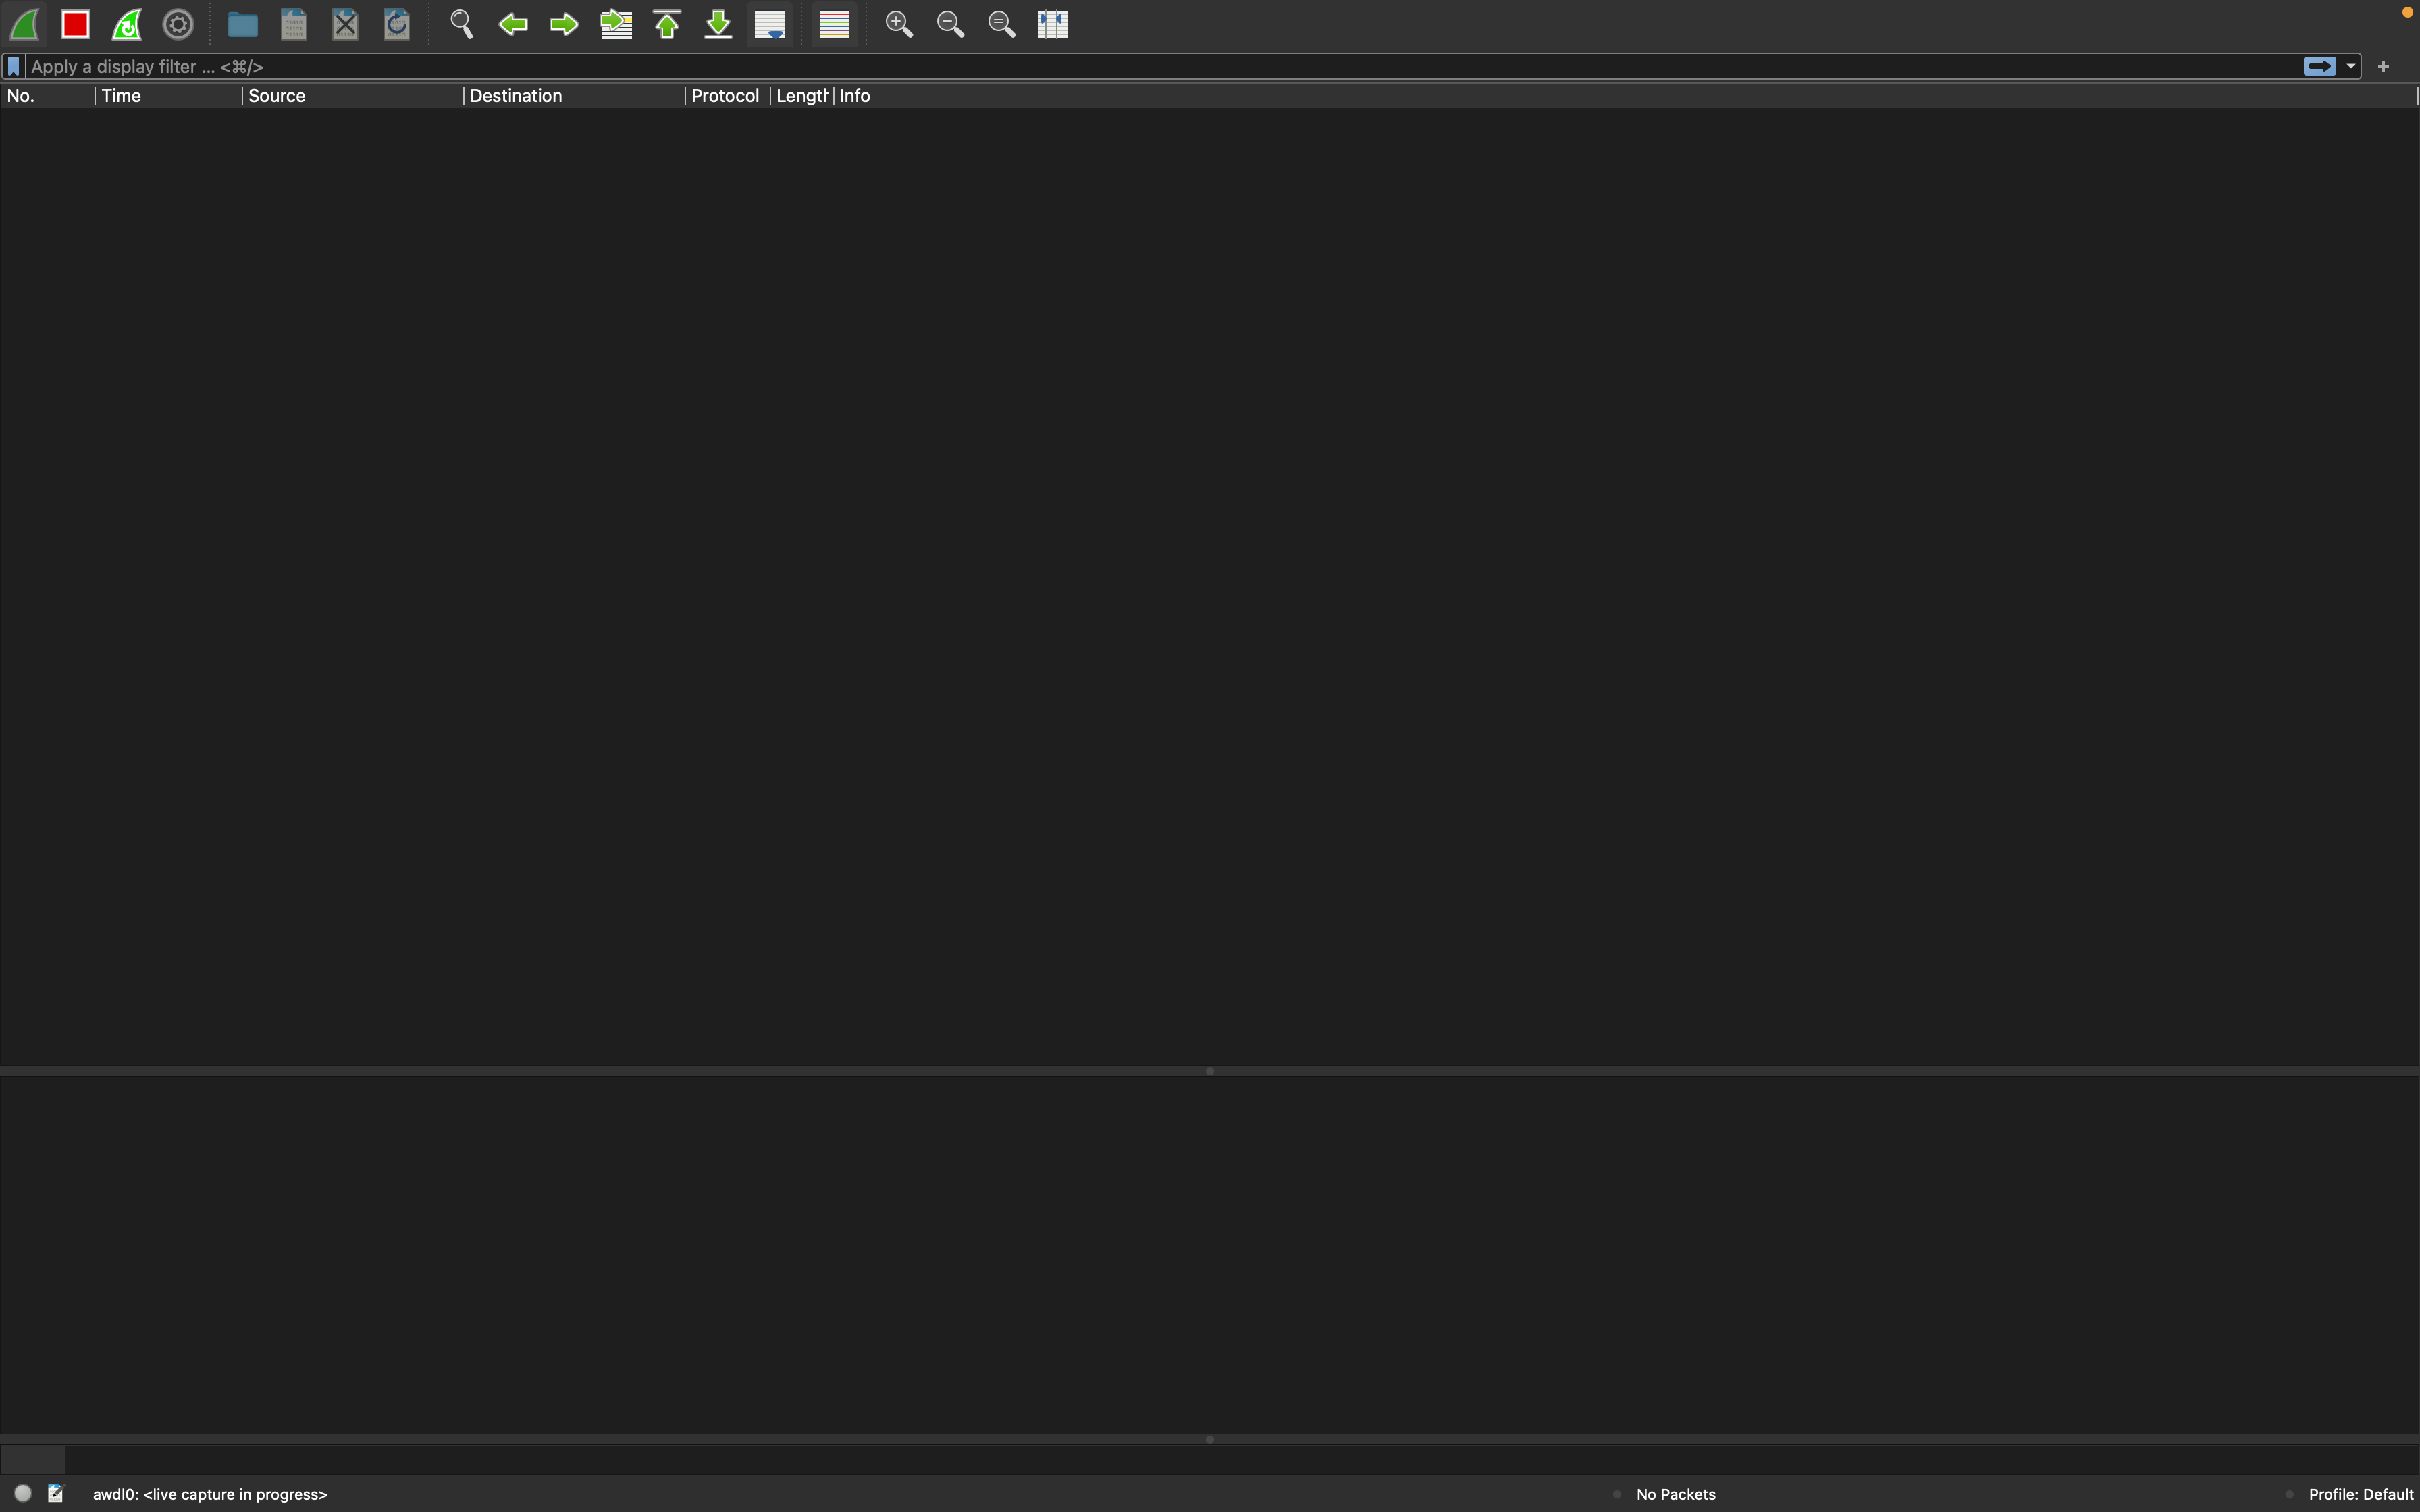 Apply a display filter ... <⌘/>
No. Time Source Destination Protocol Length Info
awdl0: <live capture in progress> No Packets Profile: Default